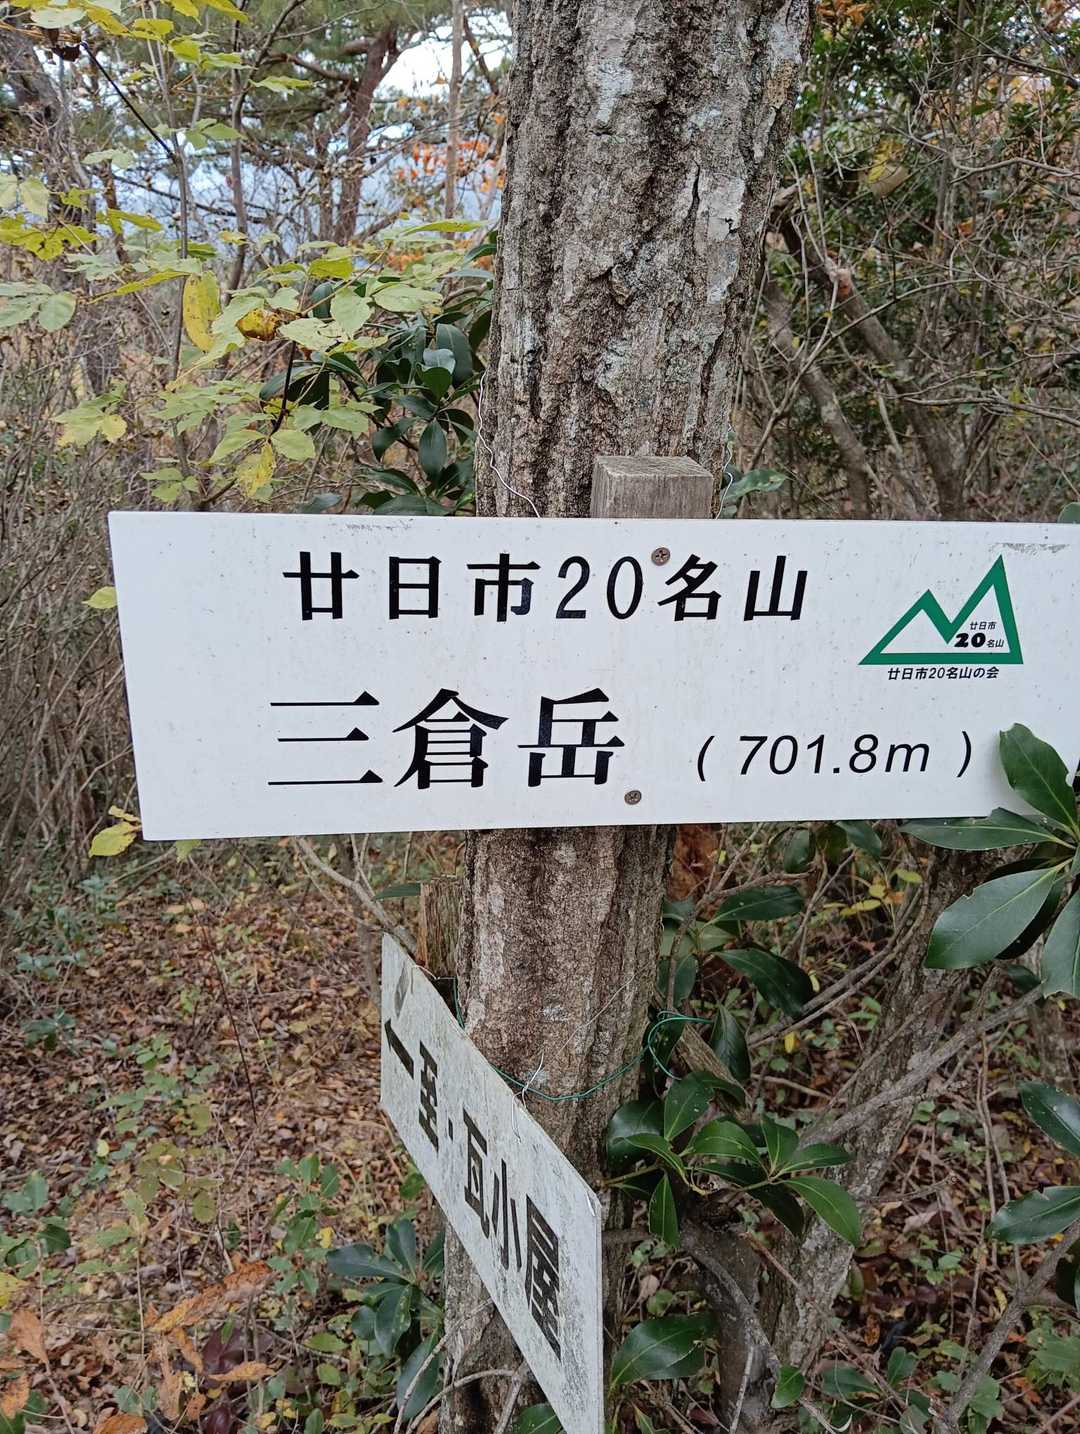 廿日市20名山
廿日市
20名山
廿日市20名山の会
三倉岳 (701.8m)
←至・瓦小屋